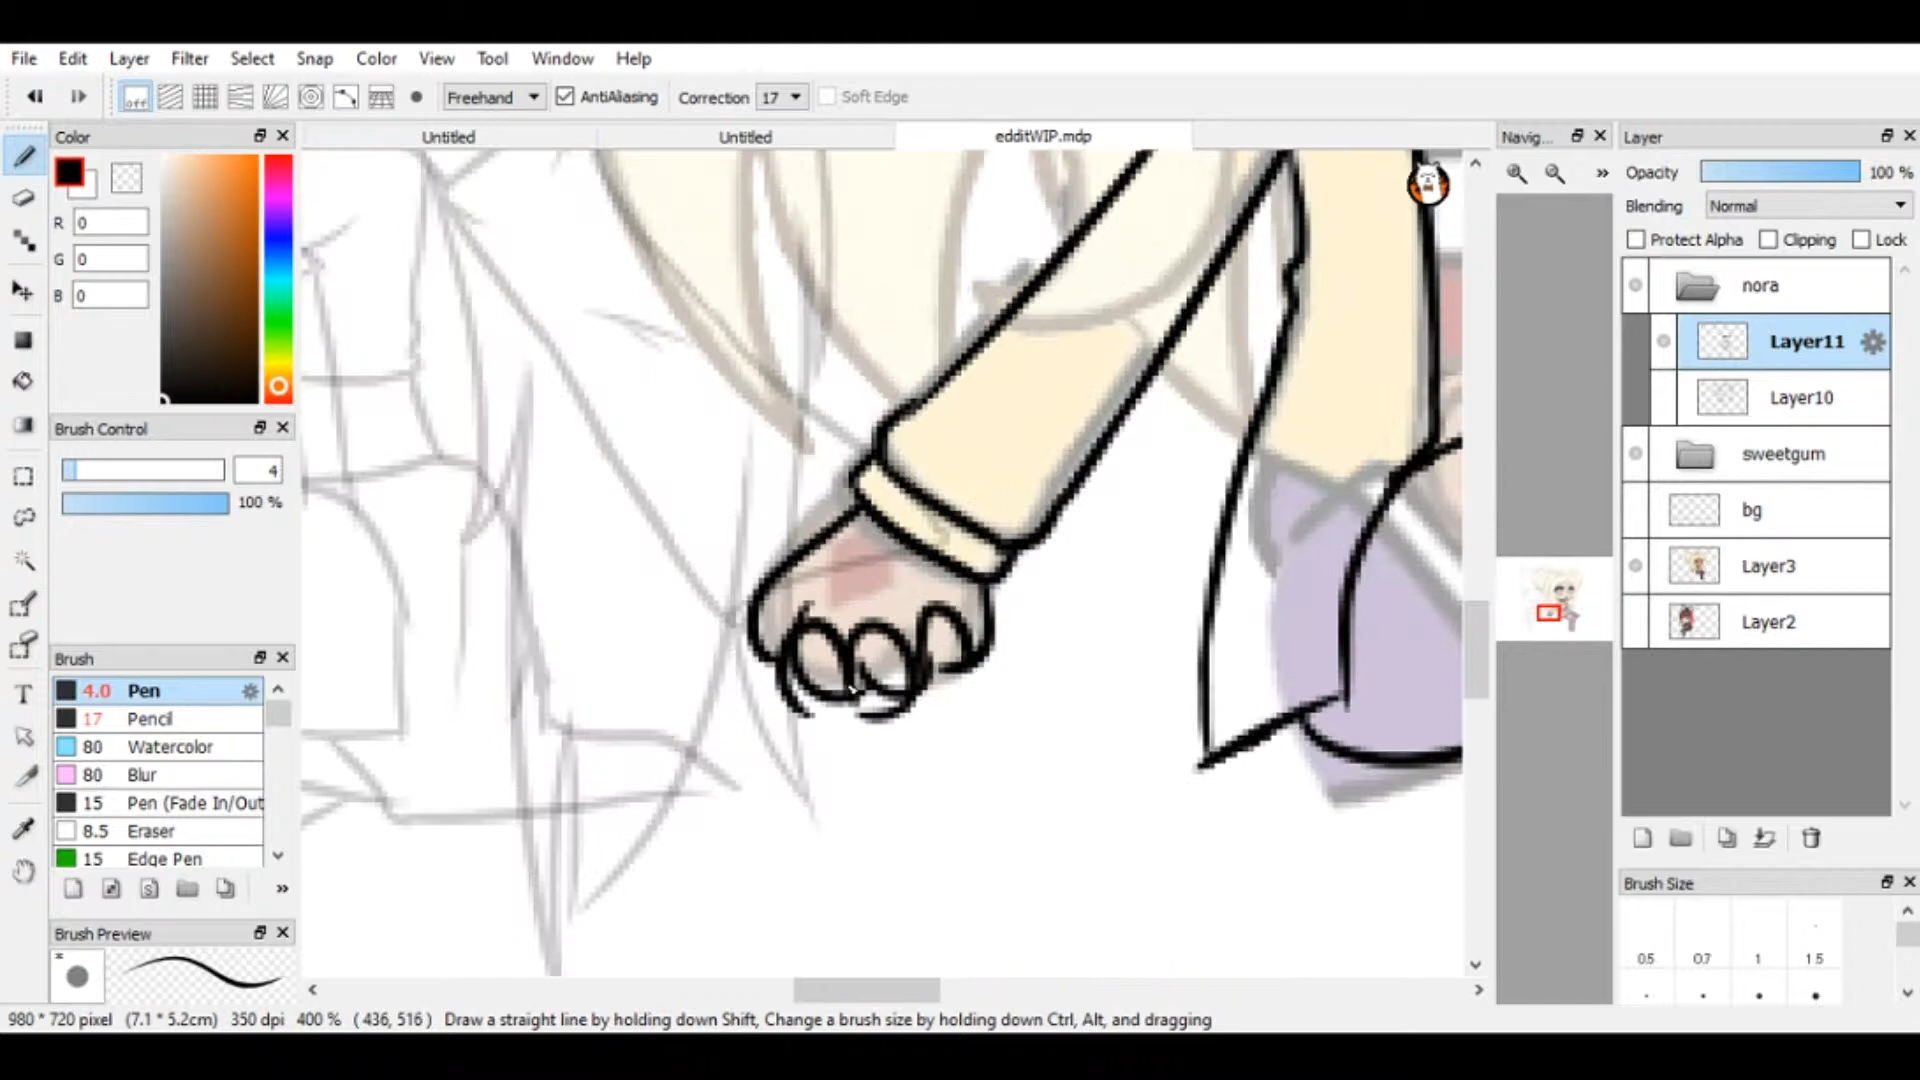 File Edit Layer Filter Select Snap Color View Tool Window Help
off Freehand AntiAliasing Correction 17 Soft Edge
Color Untitled Untitled edditWIP.mdp Navig... Layer
Opacity 100 %
R 0
G 0
B 0
Blending Normal
Protect Alpha Clipping Lock
nora
Layer11
Layer10
Brush Control
4
100 %
sweetgum
bg
Layer3
Layer2
Brush
4.0 Pen
17 Pencil
80 Watercolor
80 Blur
15 Pen (Fade In/Out
8.5 Eraser
15 Edge Pen
Brush Size
0.5 0.7 1 1.5
Brush Preview
980 * 720 pixel (7.1 * 5.2cm) 350 dpi 400 % ( 436, 516 ) Draw a straight line by holding down Shift, Change a brush size by holding down Ctrl, Alt, and dragging